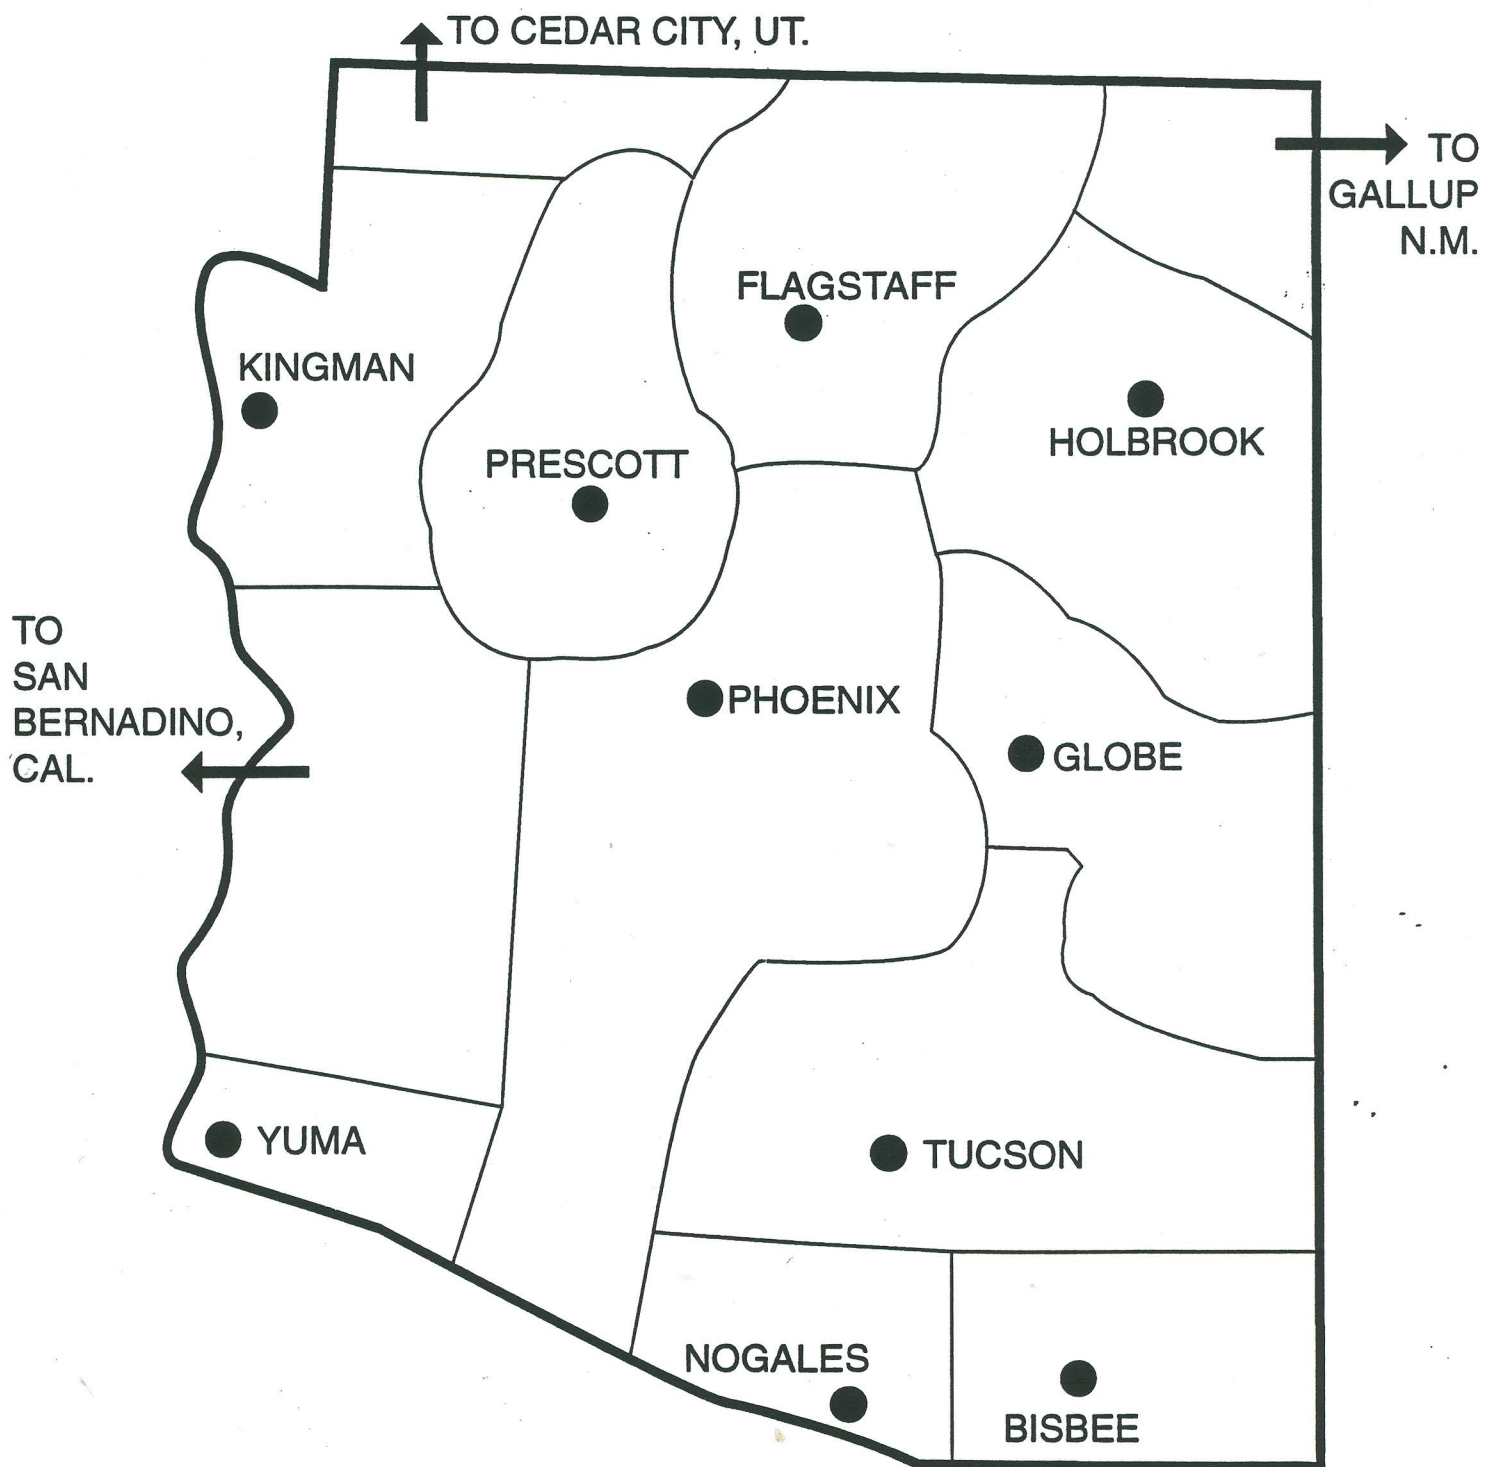 TO CEDAR CITY, UT.
TO
GALLUP
N.M.
FLAGSTAFF
KINGMAN
HOLBROOK
PRESCOTT
TO
SAN
BERNADINO,
CAL.
PHOENIX
GLOBE
YUMA
TUCSON
NOGALES
BISBEE